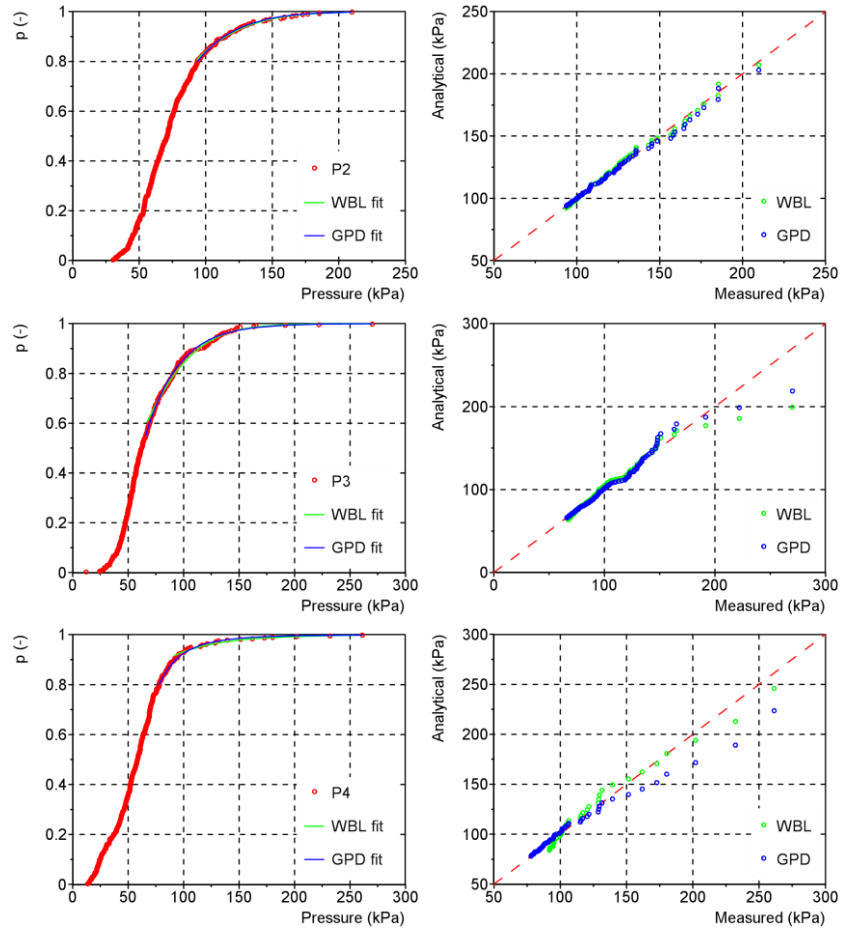 p (-)
1
0.8
0.6
0.4
0.2
0
P2
WBL fit
GPD fit
0 50 100 150 200 250
Pressure (kPa)
Analytical (kPa)
250
200
150
100
50
WBL
GPD
50 100 150 200 250
Measured (kPa)
p (-)
1
0.8
0.6
0.4
0.2
0
P3
WBL fit
GPD fit
0 50 100 150 200 250 300
Pressure (kPa)
Analytical (kPa)
300
200
100
0
WBL
GPD
0 100 200 300
Measured (kPa)
p (-)
1
0.8
0.6
0.4
0.2
0
P4
WBL fit
GPD fit
0 50 100 150 200 250 300
Pressure (kPa)
Analytical (kPa)
300
250
200
150
100
50
WBL
GPD
50 100 150 200 250 300
Measured (kPa)